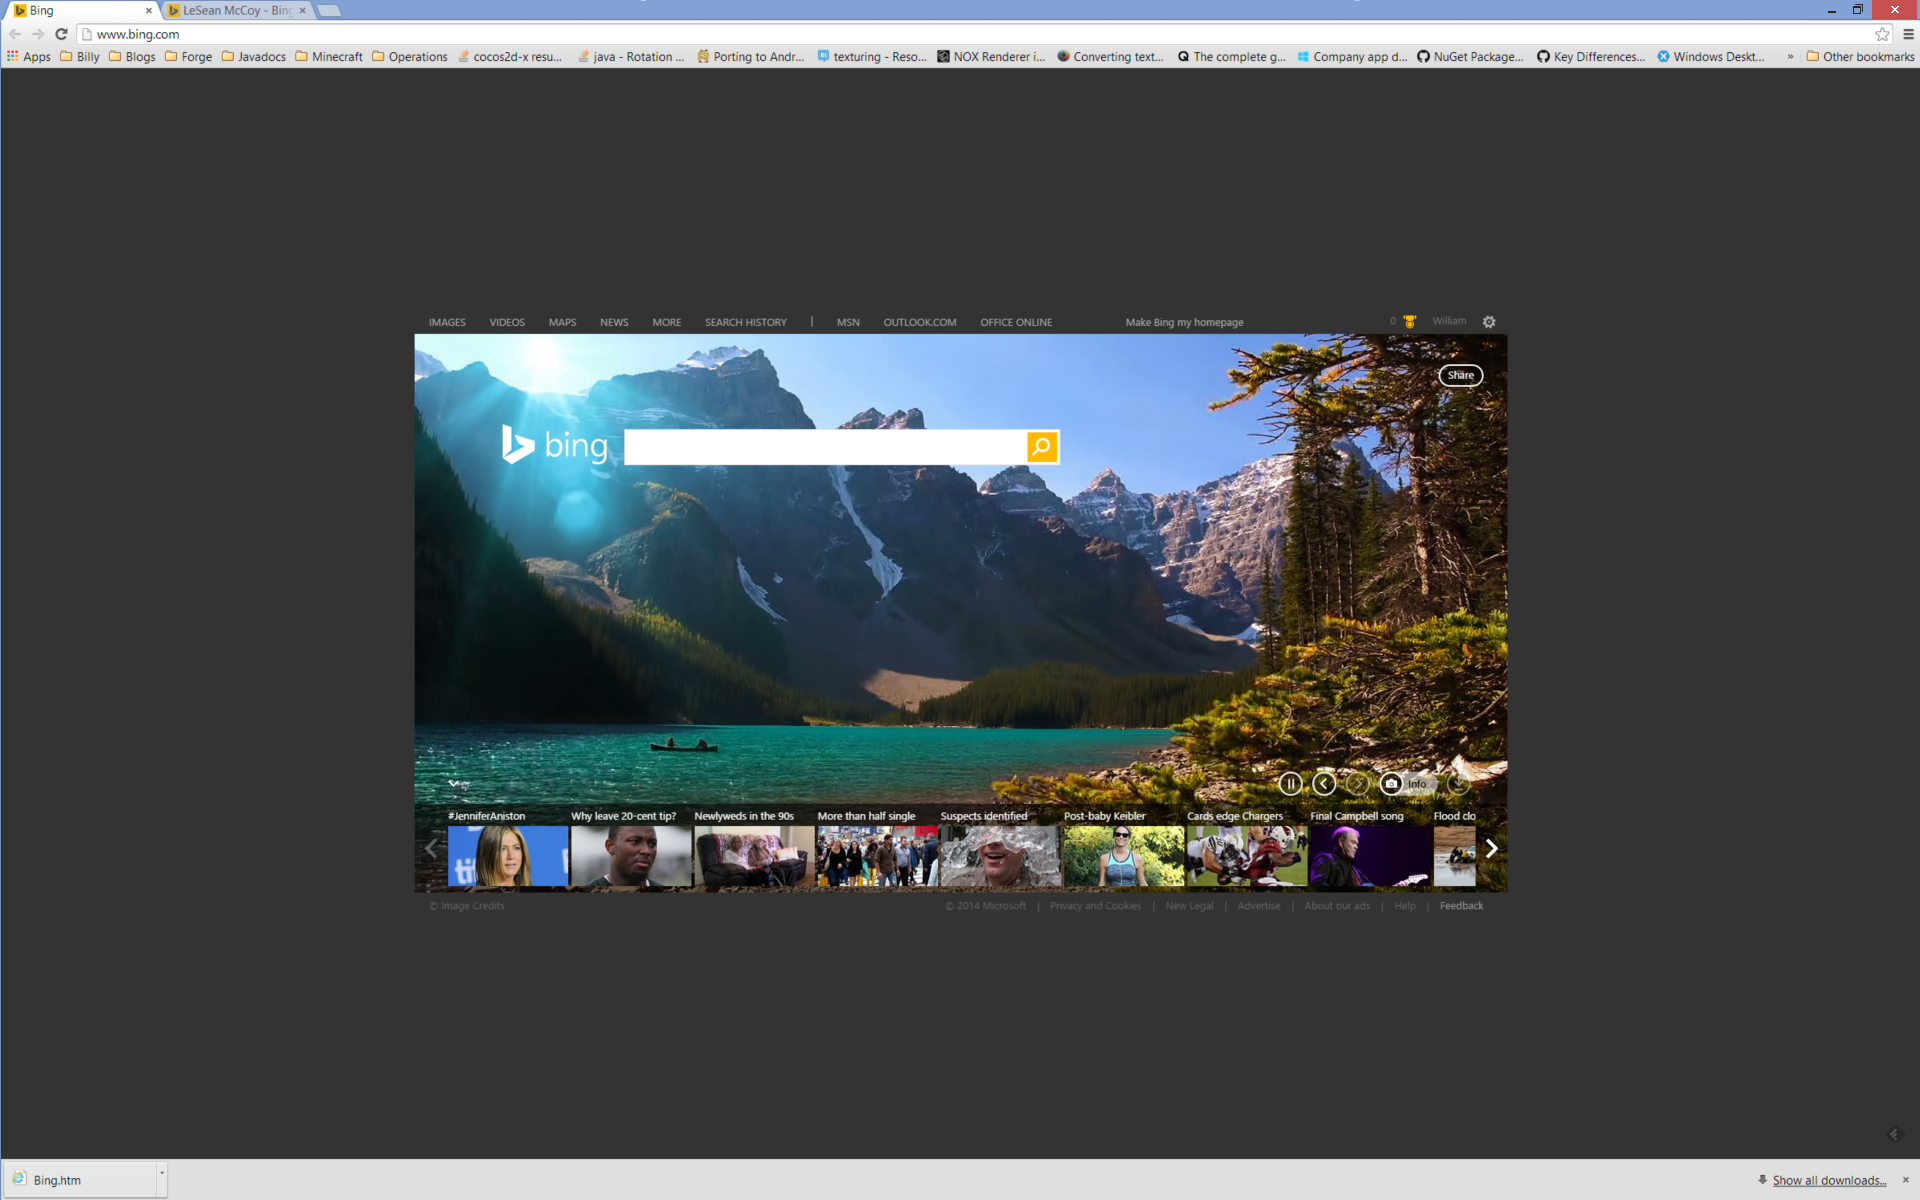 Bing
LeSean McCoy - Bing
www.bing.com
Apps Billy Blogs Forge Javadocs Minecraft Operations cocos2d-x resu... java - Rotation ... Porting to Andr... texturing - Reso... NOX Renderer i... Converting text... The complete g... Company app d... NuGet Package... Key Differences... Windows Deskt... » Other bookmarks
IMAGES VIDEOS MAPS NEWS MORE SEARCH HISTORY | MSN OUTLOOK.COM OFFICE ONLINE Make Bing my homepage 0 William
Share
bing
Info
#JenniferAniston Why leave 20-cent tip? Newlyweds in the 90s More than half single Suspects identified Post-baby Keibler Cards edge Chargers Final Campbell song Flood clo
© Image Credits © 2014 Microsoft | Privacy and Cookies | New Legal | Advertise | About our ads | Help | Feedback
Bing.htm Show all downloads...